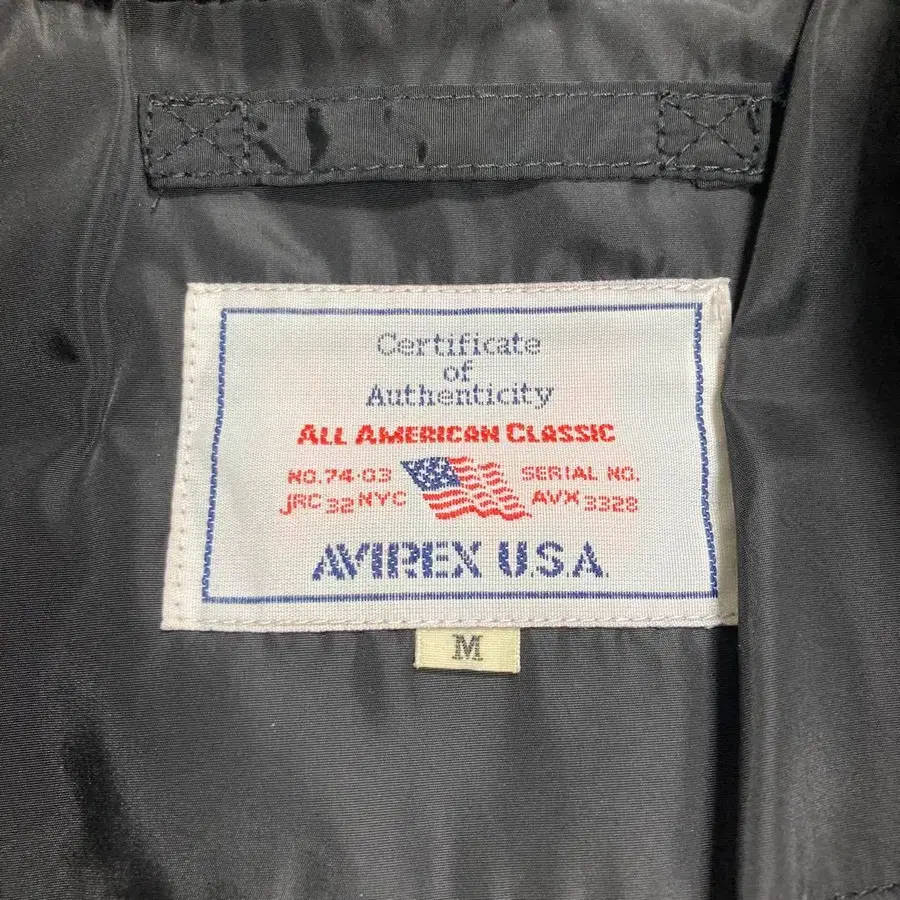 Certificate
of
Authenticity
ALL AMERICAN CLASSIC
NO.74-03 SERIAL NO.
JRC 32 NYC AVX 3328
AVIREX U.S.A.
M